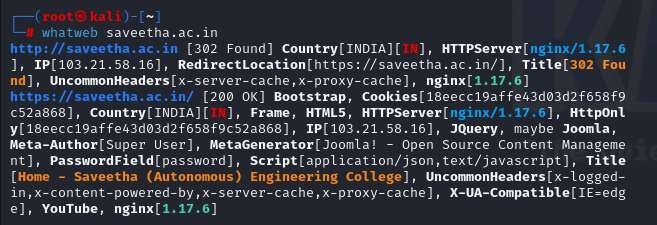 ┌──(root㉿kali)-[~]
└─# whatweb saveetha.ac.in
http://saveetha.ac.in [302 Found] Country[INDIA][IN], HTTPServer[nginx/1.17.6
], IP[103.21.58.16], RedirectLocation[https://saveetha.ac.in/], Title[302 Fou
nd], UncommonHeaders[x-server-cache,x-proxy-cache], nginx[1.17.6]
https://saveetha.ac.in/ [200 OK] Bootstrap, Cookies[18eecc19affe43d03d2f658f9
c52a868], Country[INDIA][IN], Frame, HTML5, HTTPServer[nginx/1.17.6], HttpOnl
y[18eecc19affe43d03d2f658f9c52a868], IP[103.21.58.16], JQuery, maybe Joomla,
Meta-Author[Super User], MetaGenerator[Joomla! - Open Source Content Manageme
nt], PasswordField[password], Script[application/json,text/javascript], Title
[Home - Saveetha (Autonomous) Engineering College], UncommonHeaders[x-logged-
in,x-content-powered-by,x-server-cache,x-proxy-cache], X-UA-Compatible[IE=edg
e], YouTube, nginx[1.17.6]